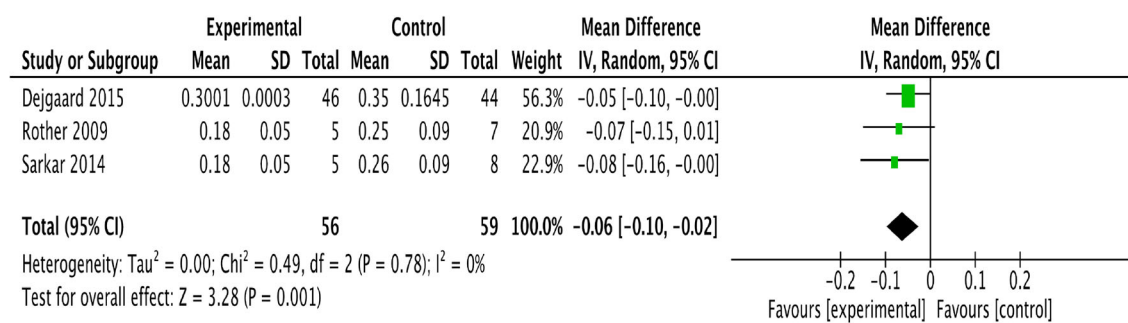 Experimental Control Mean Difference Mean Difference
Study or Subgroup Mean SD Total Mean SD Total Weight IV, Random, 95% CI IV, Random, 95% CI
Dejgaard 2015 0.3001 0.0003 46 0.35 0.1645 44 56.3% −0.05 [−0.10, −0.00]
Rother 2009 0.18 0.05 5 0.25 0.09 7 20.9% −0.07 [−0.15, 0.01]
Sarkar 2014 0.18 0.05 5 0.26 0.09 8 22.9% −0.08 [−0.16, −0.00]
Total (95% CI) 56 59 100.0% −0.06 [−0.10, −0.02]
Heterogeneity: Tau² = 0.00; Chi² = 0.49, df = 2 (P = 0.78); I² = 0%
Test for overall effect: Z = 3.28 (P = 0.001)
−0.2 −0.1 0 0.1 0.2
Favours [experimental] Favours [control]